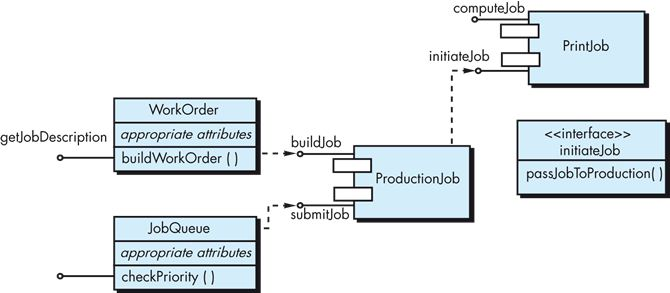 computeJob
PrintJob
initiateJob
WorkOrder
appropriate attributes
getJobDescription
buildWorkOrder ( )
buildJob
<<interface>>
initiateJob
passJobToProduction( )
ProductionJob
submitJob
JobQueue
appropriate attributes
checkPriority ( )